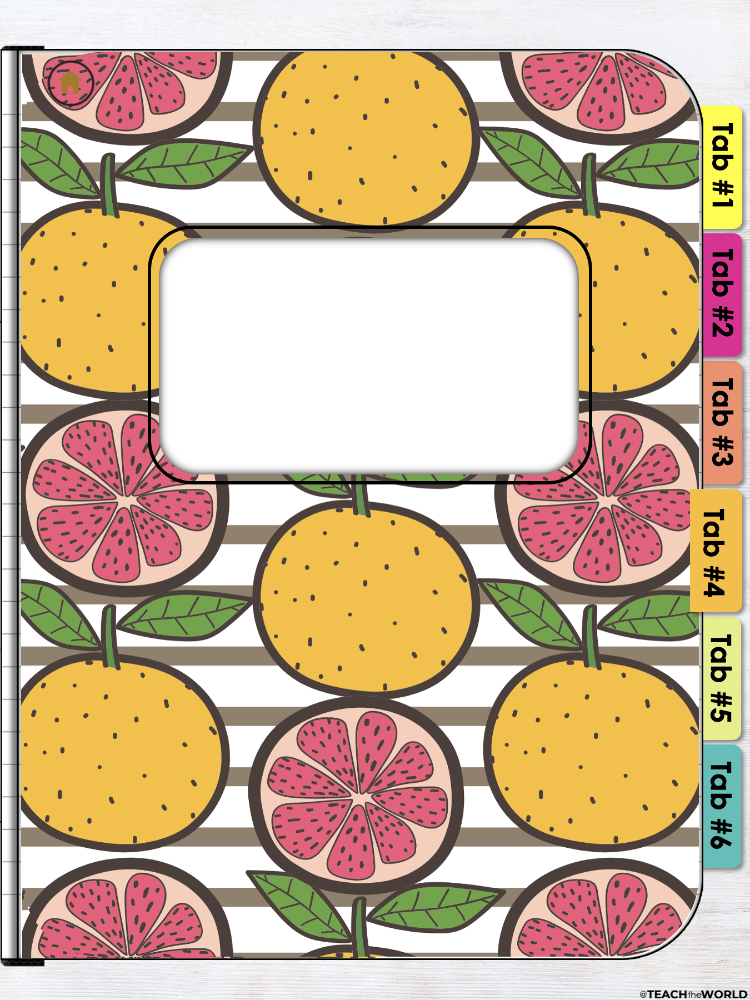 Tab #1
Tab #2
Tab #3
Tab #4
Tab #5
Tab #6
@TEACHtheWORLD